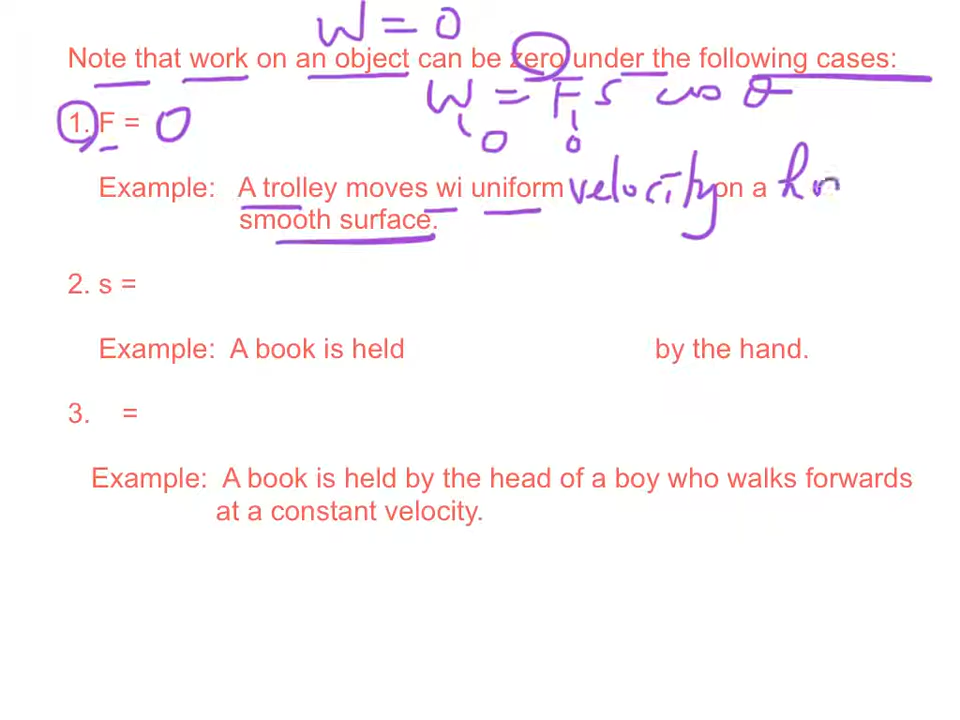 W = 0
Note that work on an object can be zero under the following cases:
W = F s cos θ
1. F = 0
0 0
Example: A trolley moves wi uniform velocity on a
smooth surface.
2. s =
Example: A book is held by the hand.
3. =
Example: A book is held by the head of a boy who walks forwards
at a constant velocity.